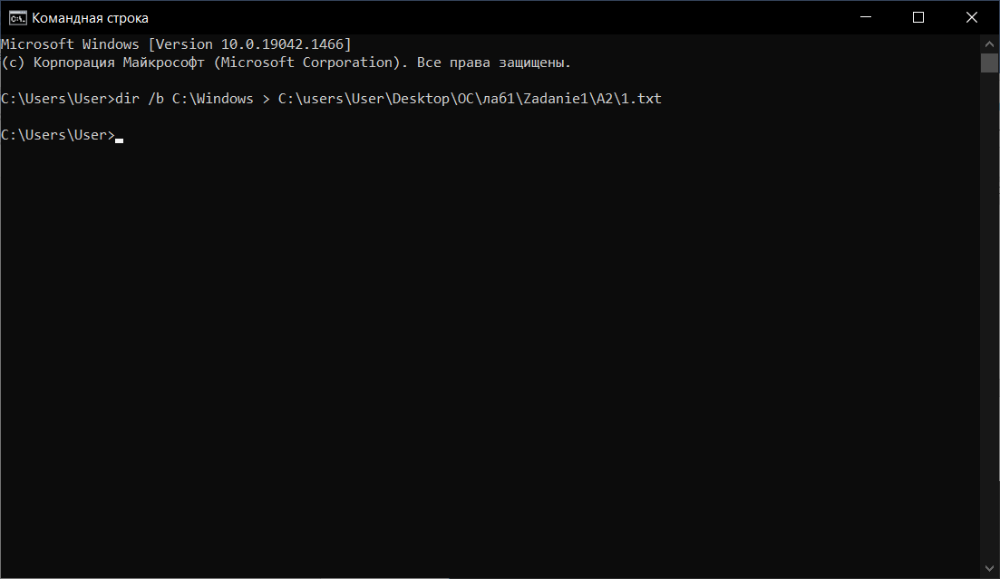 Командная строка
Microsoft Windows [Version 10.0.19042.1466]
(c) Корпорация Майкрософт (Microsoft Corporation). Все права защищены.
C:\Users\User>dir /b C:\Windows > C:\users\User\Desktop\ОС\лаб1\Zadanie1\A2\1.txt
C:\Users\User>